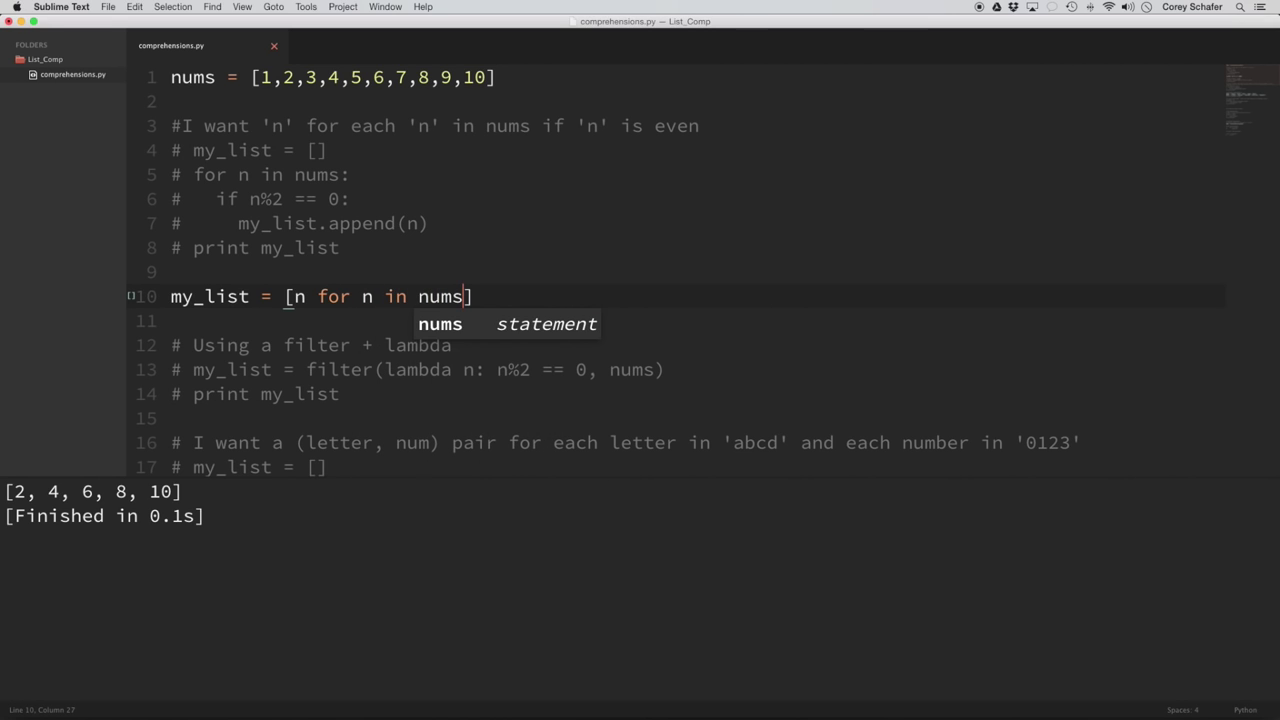 Sublime Text File Edit Selection Find View Goto Tools Project Window Help Corey Schafer
comprehensions.py — List_Comp
FOLDERS
List_Comp
comprehensions.py
comprehensions.py
1 nums = [1,2,3,4,5,6,7,8,9,10]
2
3 #I want 'n' for each 'n' in nums if 'n' is even
4 # my_list = []
5 # for n in nums:
6 #   if n%2 == 0:
7 #     my_list.append(n)
8 # print my_list
9
10 my_list = [n for n in nums]
nums statement
11
12 # Using a filter + lambda
13 # my_list = filter(lambda n: n%2 == 0, nums)
14 # print my_list
15
16 # I want a (letter, num) pair for each letter in 'abcd' and each number in '0123'
17 # my_list = []
[2, 4, 6, 8, 10]
[Finished in 0.1s]
Line 10, Column 27 Spaces: 4 Python